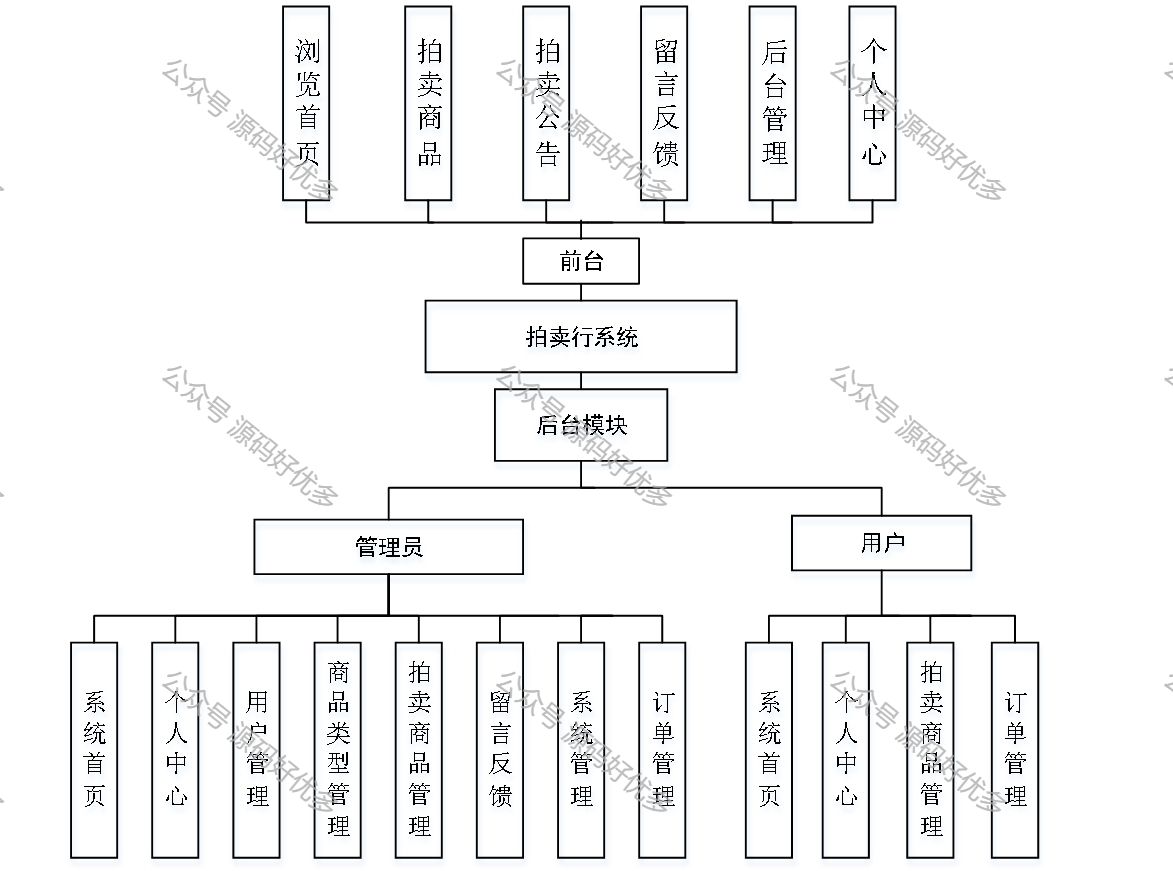 浏览首页
拍卖商品
拍卖公告
留言反馈
后台管理
个人中心
前台
拍卖行系统
后台模块
管理员
用户
系统首页
个人中心
用户管理
商品类型管理
拍卖商品管理
留言反馈
系统管理
订单管理
系统首页
个人中心
拍卖商品管理
订单管理
公众号 源码好优多
公众号 源码好优多
公众号 源码好优多
公众号 源码好优多
公众号 源码好优多
公众号 源码好优多
公众号 源码好优多
公众号 源码好优多
公众号 源码好优多